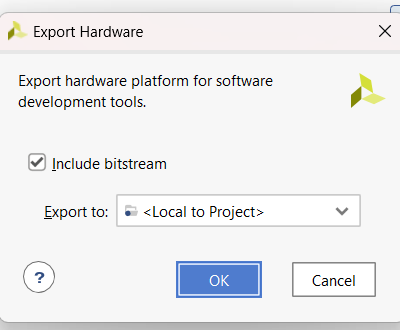 Export Hardware
Export hardware platform for software
development tools.
Include bitstream
Export to: <Local to Project>
? OK Cancel